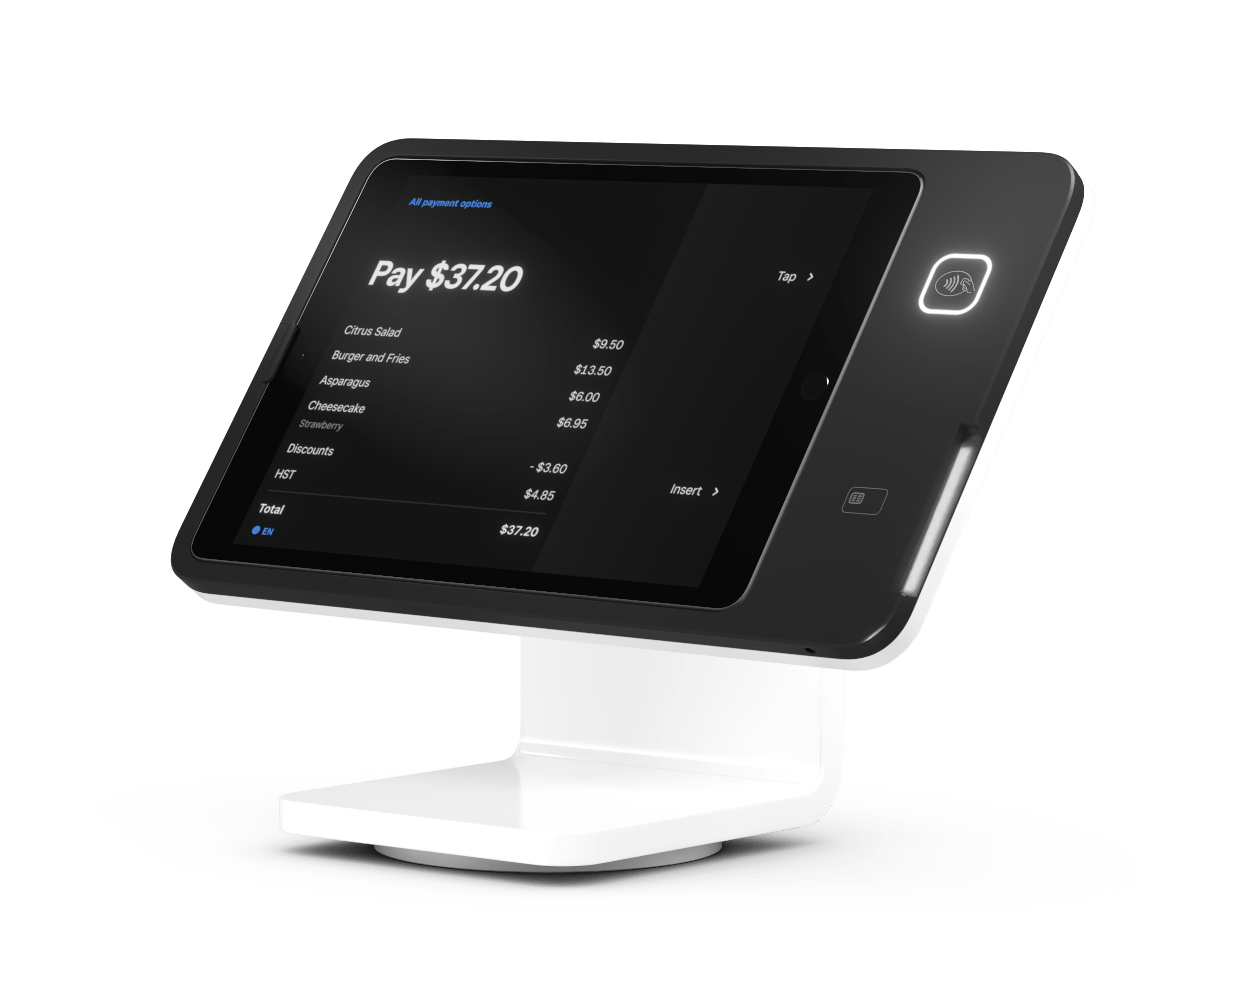 All payment options
Pay $37.20
Tap
Citrus Salad $9.50
Burger and Fries $13.50
Asparagus $6.00
Cheesecake $6.95
Strawberry
Discounts - $3.60
HST $4.85
Insert
Total $37.20
EN